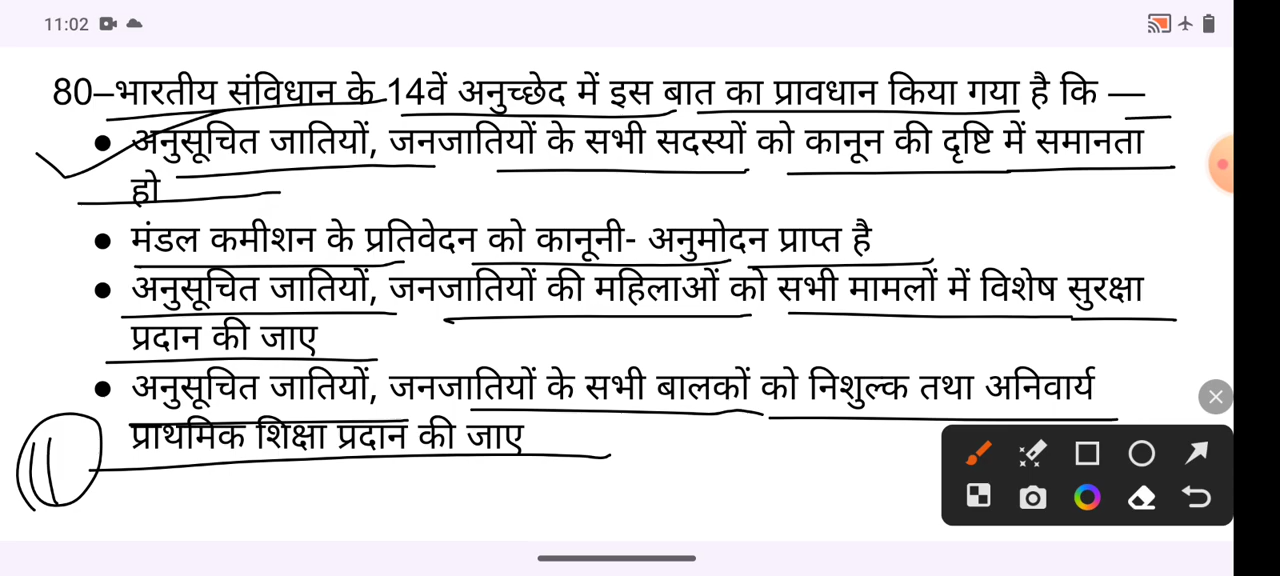 11:02
80–भारतीय संविधान के 14वें अनुच्छेद में इस बात का प्रावधान किया गया है कि —
● अनुसूचित जातियों, जनजातियों के सभी सदस्यों को कानून की दृष्टि में समानता
हो
● मंडल कमीशन के प्रतिवेदन को कानूनी- अनुमोदन प्राप्त है
● अनुसूचित जातियों, जनजातियों की महिलाओं को सभी मामलों में विशेष सुरक्षा
प्रदान की जाए
● अनुसूचित जातियों, जनजातियों के सभी बालकों को निशुल्क तथा अनिवार्य
प्राथमिक शिक्षा प्रदान की जाए